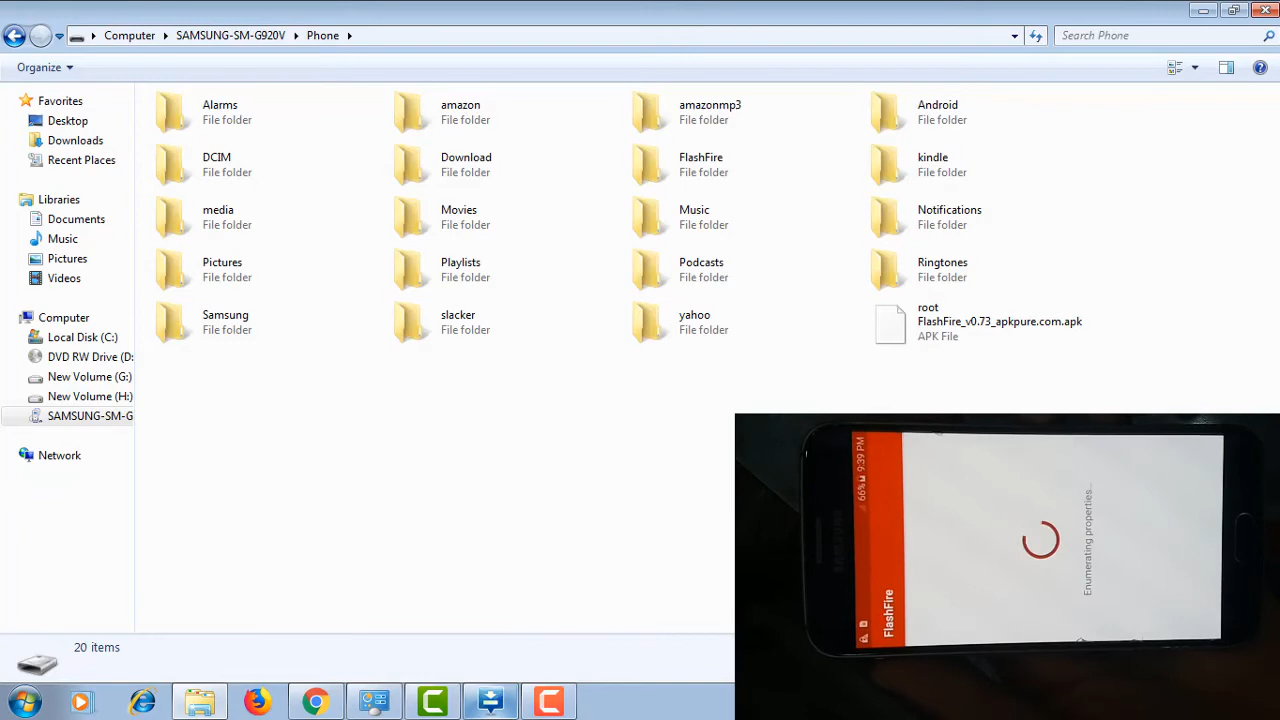 Computer
SAMSUNG-SM-G920V
Phone
Search Phone
Organize
Favorites
Desktop
Downloads
Recent Places
Libraries
Documents
Music
Pictures
Videos
Computer
Local Disk (C:)
DVD RW Drive (D:
New Volume (G:)
New Volume (H:)
SAMSUNG-SM-G
Network
Alarms
File folder
amazon
File folder
amazonmp3
File folder
Android
File folder
DCIM
File folder
Download
File folder
FlashFire
File folder
kindle
File folder
media
File folder
Movies
File folder
Music
File folder
Notifications
File folder
Pictures
File folder
Playlists
File folder
Podcasts
File folder
Ringtones
File folder
Samsung
File folder
slacker
File folder
yahoo
File folder
root
FlashFire_v0.73_apkpure.com.apk
APK File
20 items
66% 9:39 PM
FlashFire
Enumerating properties...
SAMSUNG